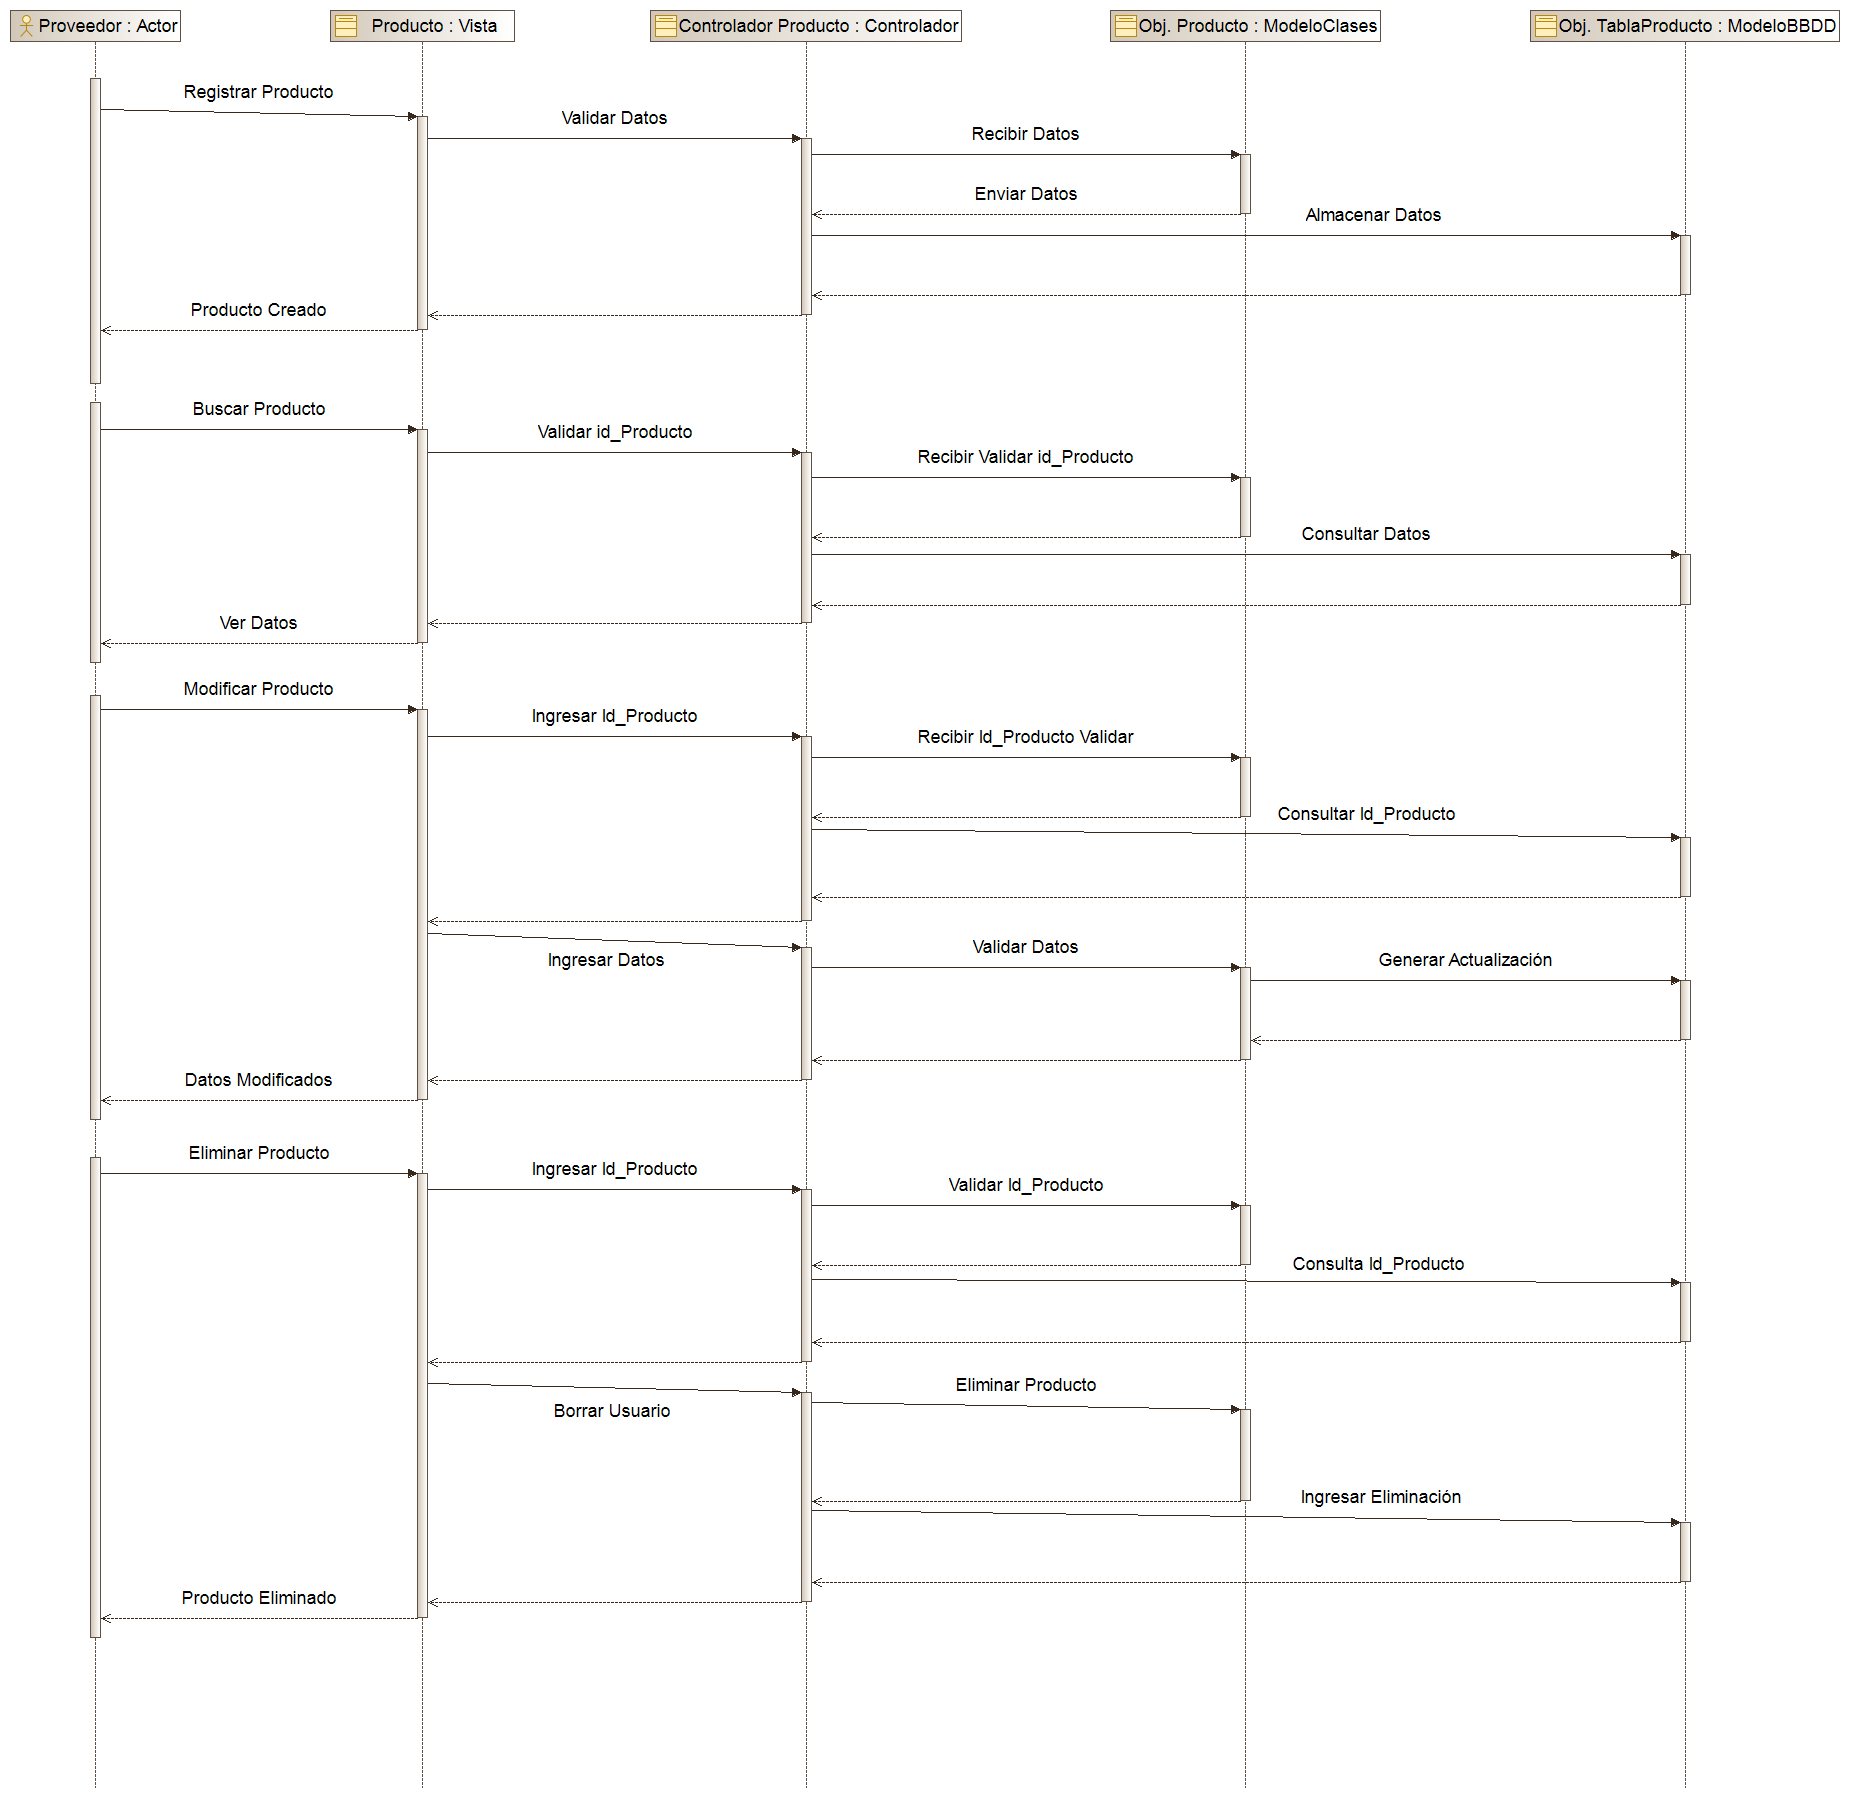 Proveedor : Actor
Producto : Vista
Controlador Producto : Controlador
Obj. Producto : ModeloClases
Obj. TablaProducto : ModeloBBDD
Registrar Producto
Validar Datos
Recibir Datos
Enviar Datos
Almacenar Datos
Producto Creado
Buscar Producto
Validar id_Producto
Recibir Validar id_Producto
Consultar Datos
Ver Datos
Modificar Producto
Ingresar Id_Producto
Recibir Id_Producto Validar
Consultar Id_Producto
Ingresar Datos
Validar Datos
Generar Actualización
Datos Modificados
Eliminar Producto
Ingresar Id_Producto
Validar Id_Producto
Consulta Id_Producto
Borrar Usuario
Eliminar Producto
Ingresar Eliminación
Producto Eliminado